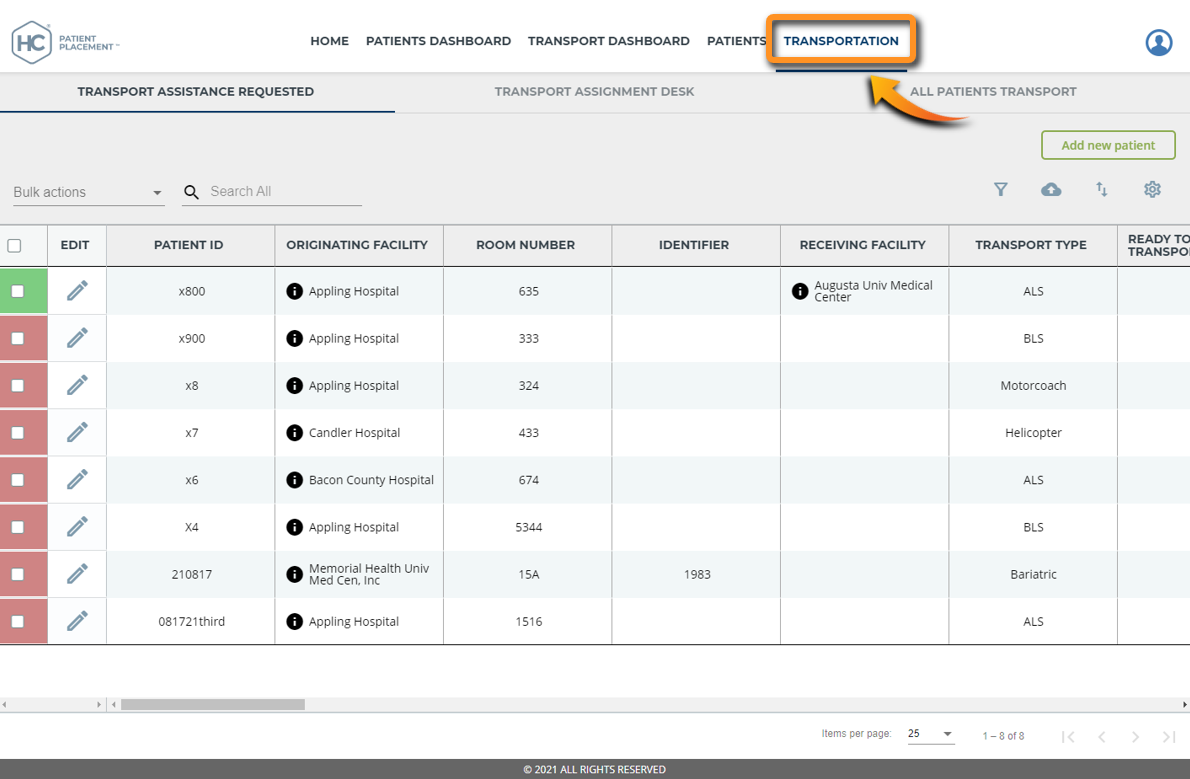 HC PATIENT PLACEMENT
HOME PATIENTS DASHBOARD TRANSPORT DASHBOARD PATIENTS TRANSPORTATION
TRANSPORT ASSISTANCE REQUESTED TRANSPORT ASSIGNMENT DESK ALL PATIENTS TRANSPORT
Add new patient
Bulk actions Search All
EDIT PATIENT ID ORIGINATING FACILITY ROOM NUMBER IDENTIFIER RECEIVING FACILITY TRANSPORT TYPE READY TO TRANSPO
x800 Appling Hospital 635 Augusta Univ Medical Center ALS
x900 Appling Hospital 333 BLS
x8 Appling Hospital 324 Motorcoach
x7 Candler Hospital 433 Helicopter
x6 Bacon County Hospital 674 ALS
X4 Appling Hospital 5344 BLS
210817 Memorial Health Univ Med Cen, Inc 15A 1983 Bariatric
081721third Appling Hospital 1516 ALS
Items per page: 25 1 – 8 of 8
© 2021 ALL RIGHTS RESERVED